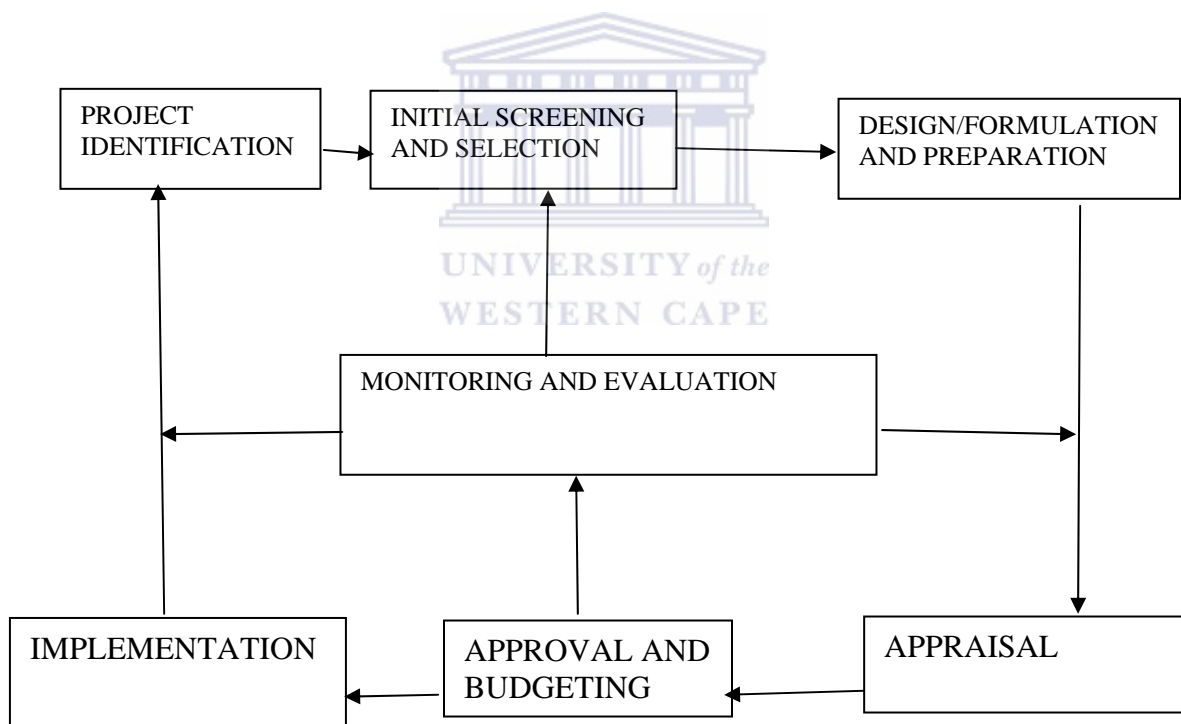 PROJECT
IDENTIFICATION
INITIAL SCREENING
AND SELECTION
DESIGN/FORMULATION
AND PREPARATION
UNIVERSITY of the
WESTERN CAPE
MONITORING AND EVALUATION
IMPLEMENTATION
APPROVAL AND
BUDGETING
APPRAISAL